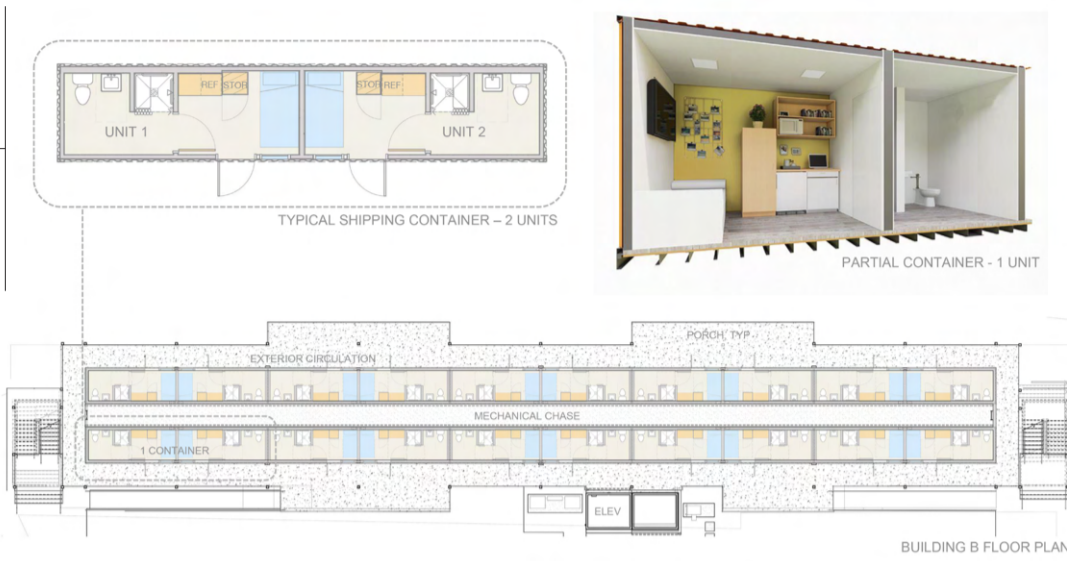 REF STOR
STOR REF
UNIT 1
UNIT 2
TYPICAL SHIPPING CONTAINER – 2 UNITS
PARTIAL CONTAINER - 1 UNIT
PORCH, TYP
EXTERIOR CIRCULATION
MECHANICAL CHASE
1 CONTAINER
ELEV
BUILDING B FLOOR PLAN